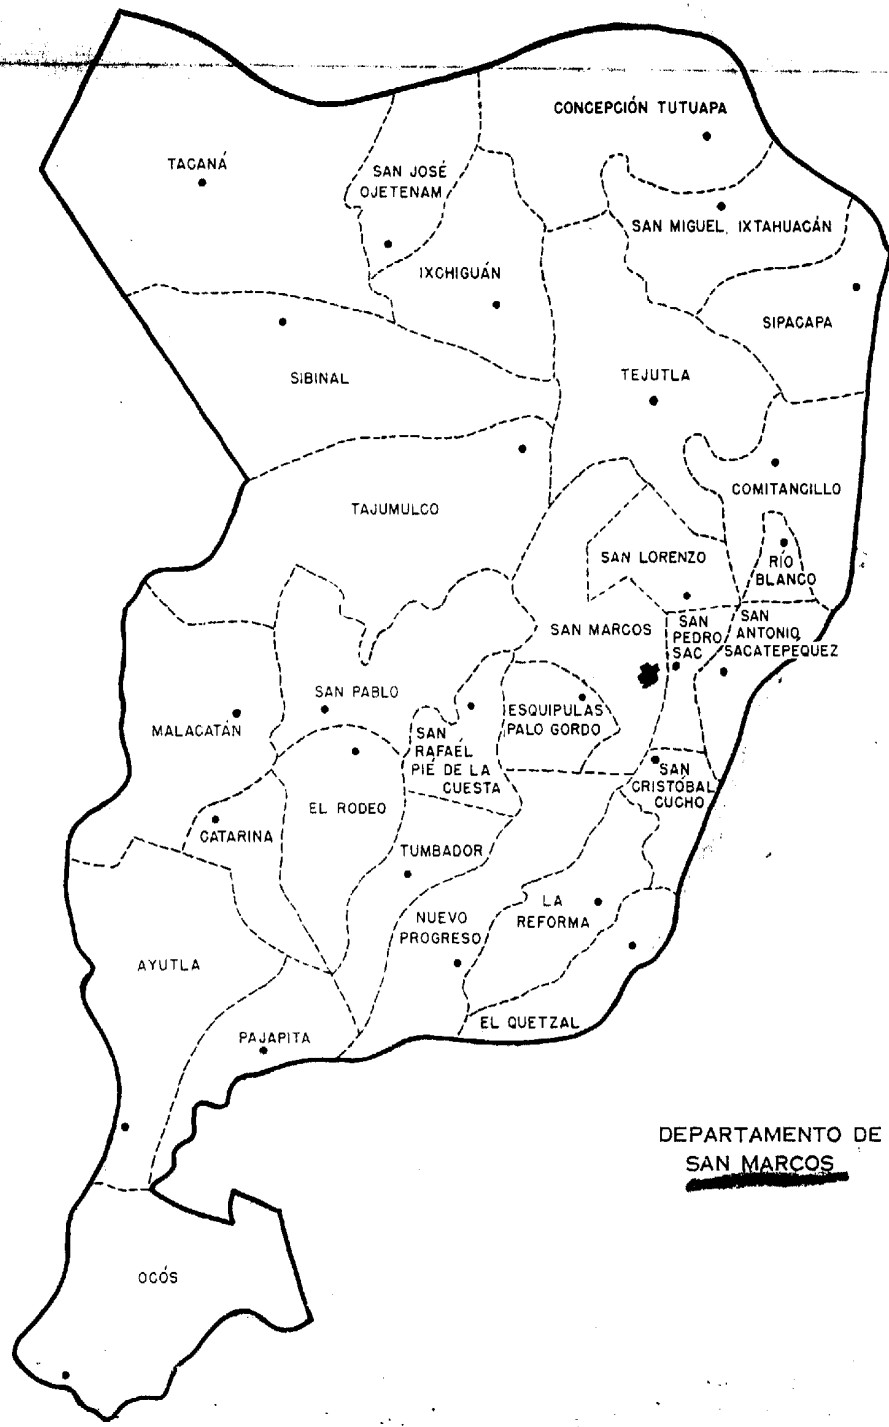 CONCEPCIÓN TUTUAPA
TACANÁ
SAN JOSÉ
OJETENAM
SAN MIGUEL IXTAHUACÁN
IXCHIGUÁN
SIPACAPA
SIBINAL
TEJUTLA
COMITANCILLO
TAJUMULCO
SAN LORENZO
RÍO
BLANCO
SAN MARCOS
SAN
PEDRO
SAC
SAN
ANTONIO
SACATEPEQUEZ
SAN PABLO
MALACATÁN
ESQUIPULAS
PALO GORDO
SAN
RAFAEL
PIÉ DE LA
CUESTA
SAN
CRISTÓBAL
CUCHO
EL RODEO
CATARINA
TUMBADOR
LA
REFORMA
NUEVO
PROGRESO
AYUTLA
EL QUETZAL
PAJAPITA
DEPARTAMENTO DE
SAN MARCOS
OCÓS